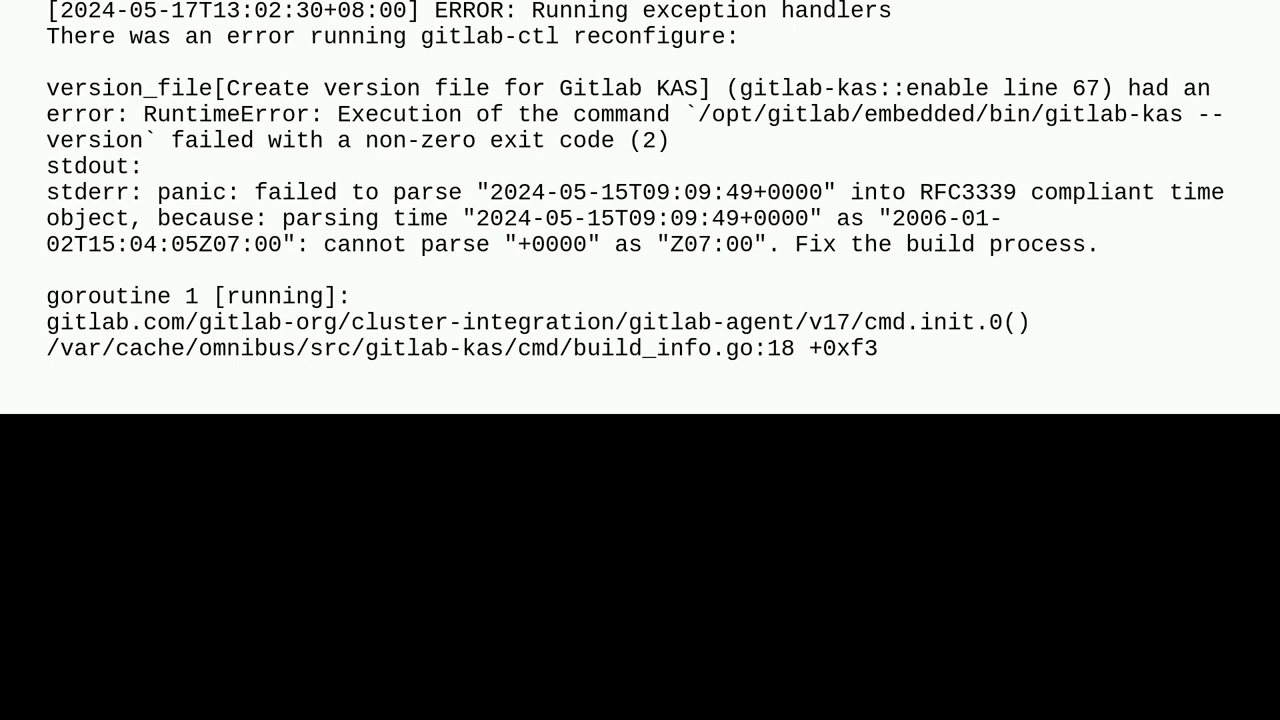 [2024-05-17T13:02:30+08:00] ERROR: Running exception handlers
There was an error running gitlab-ctl reconfigure:
version_file[Create version file for Gitlab KAS] (gitlab-kas::enable line 67) had an
error: RuntimeError: Execution of the command `/opt/gitlab/embedded/bin/gitlab-kas --
version` failed with a non-zero exit code (2)
stdout:
stderr: panic: failed to parse "2024-05-15T09:09:49+0000" into RFC3339 compliant time
object, because: parsing time "2024-05-15T09:09:49+0000" as "2006-01-
02T15:04:05Z07:00": cannot parse "+0000" as "Z07:00". Fix the build process.
goroutine 1 [running]:
gitlab.com/gitlab-org/cluster-integration/gitlab-agent/v17/cmd.init.0()
/var/cache/omnibus/src/gitlab-kas/cmd/build_info.go:18 +0xf3